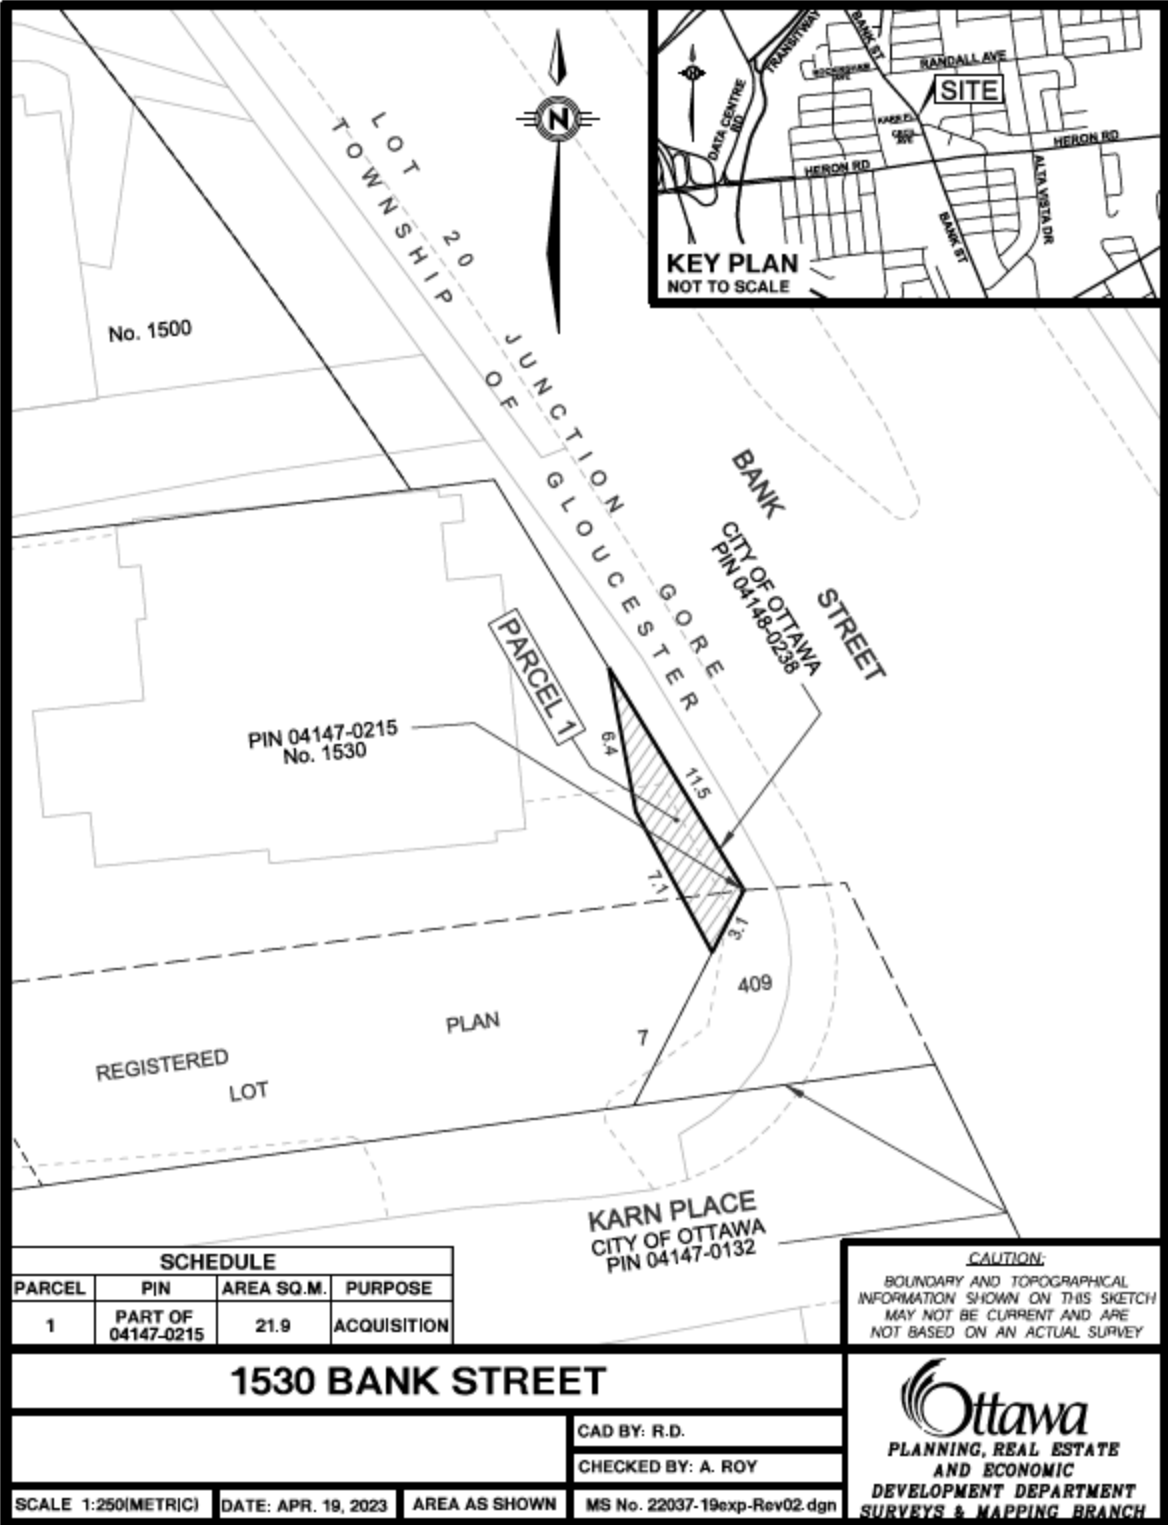 BANK ST
TRANSITWAY
RANDALL AVE
ROCKINGHAM
AVE
SITE
DATA CENTRE
RD
KARN PL
CECIL
AVE
HERON RD
HERON RD
ALTA VISTA DR
BANK ST
KEY PLAN
NOT TO SCALE
N
LOT 20 JUNCTION GORE
TOWNSHIP OF GLOUCESTER
No. 1500
BANK STREET
CITY OF OTTAWA
PIN 04148-0238
PARCEL 1
PIN 04147-0215
No. 1530
6.4
11.5
7.1
3.1
409
7
REGISTERED PLAN
LOT
KARN PLACE
CITY OF OTTAWA
PIN 04147-0132
SCHEDULE
PARCEL PIN AREA SQ.M. PURPOSE
1 PART OF 04147-0215 21.9 ACQUISITION
CAUTION:
BOUNDARY AND TOPOGRAPHICAL
INFORMATION SHOWN ON THIS SKETCH
MAY NOT BE CURRENT AND ARE
NOT BASED ON AN ACTUAL SURVEY
1530 BANK STREET
CAD BY: R.D.
CHECKED BY: A. ROY
SCALE 1:250(METRIC) DATE: APR. 19, 2023 AREA AS SHOWN MS No. 22037-19exp-Rev02.dgn
Ottawa
PLANNING, REAL ESTATE
AND ECONOMIC
DEVELOPMENT DEPARTMENT
SURVEYS & MAPPING BRANCH